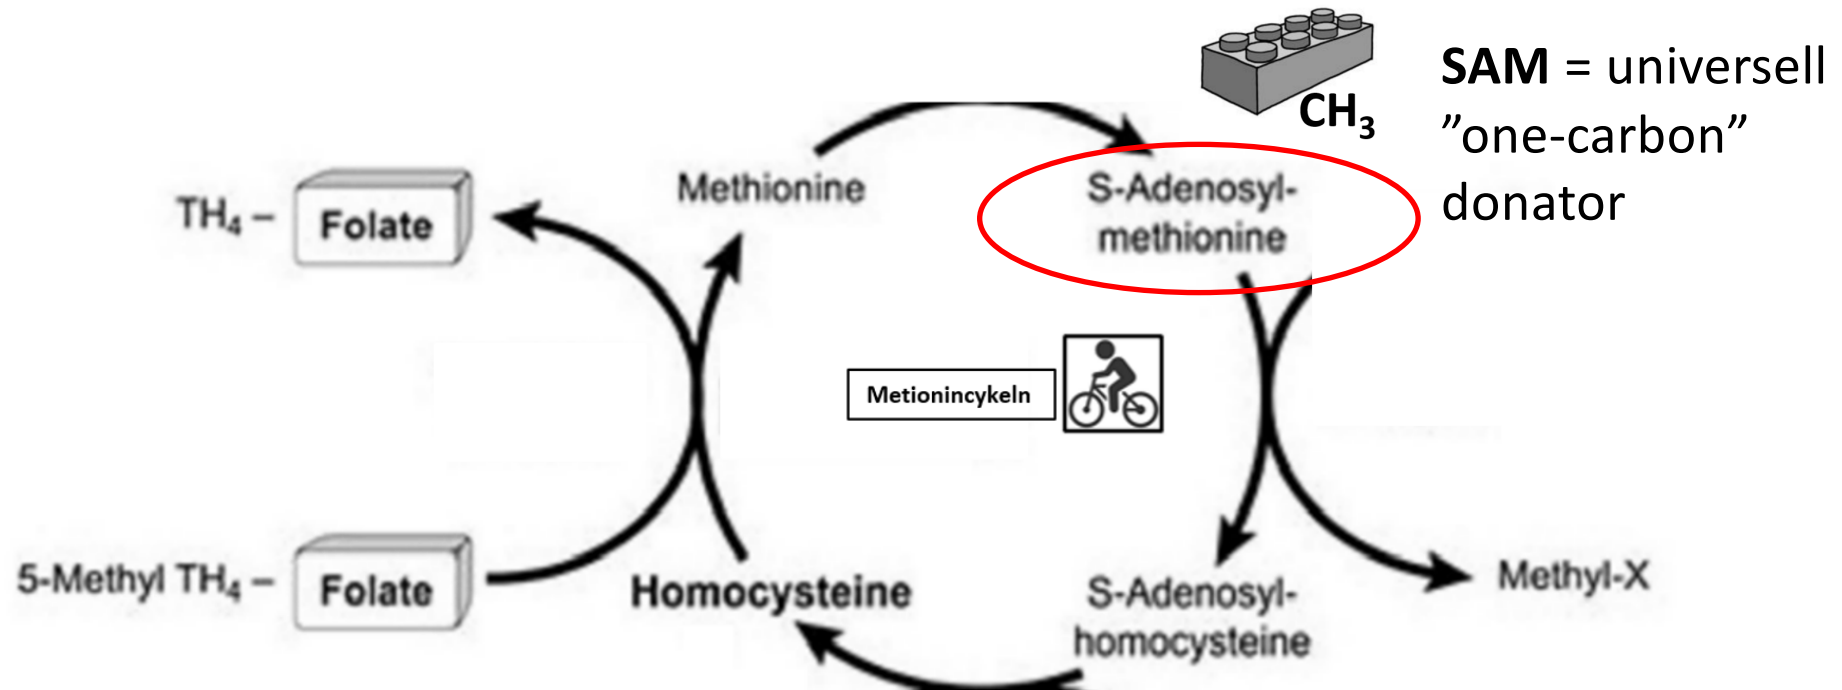 CH₃
SAM = universell
”one-carbon”
donator
TH₄ –
Folate
Methionine
S-Adenosyl-
methionine
Metionincykeln
5-Methyl TH₄ –
Folate
Homocysteine
S-Adenosyl-
homocysteine
Methyl-X